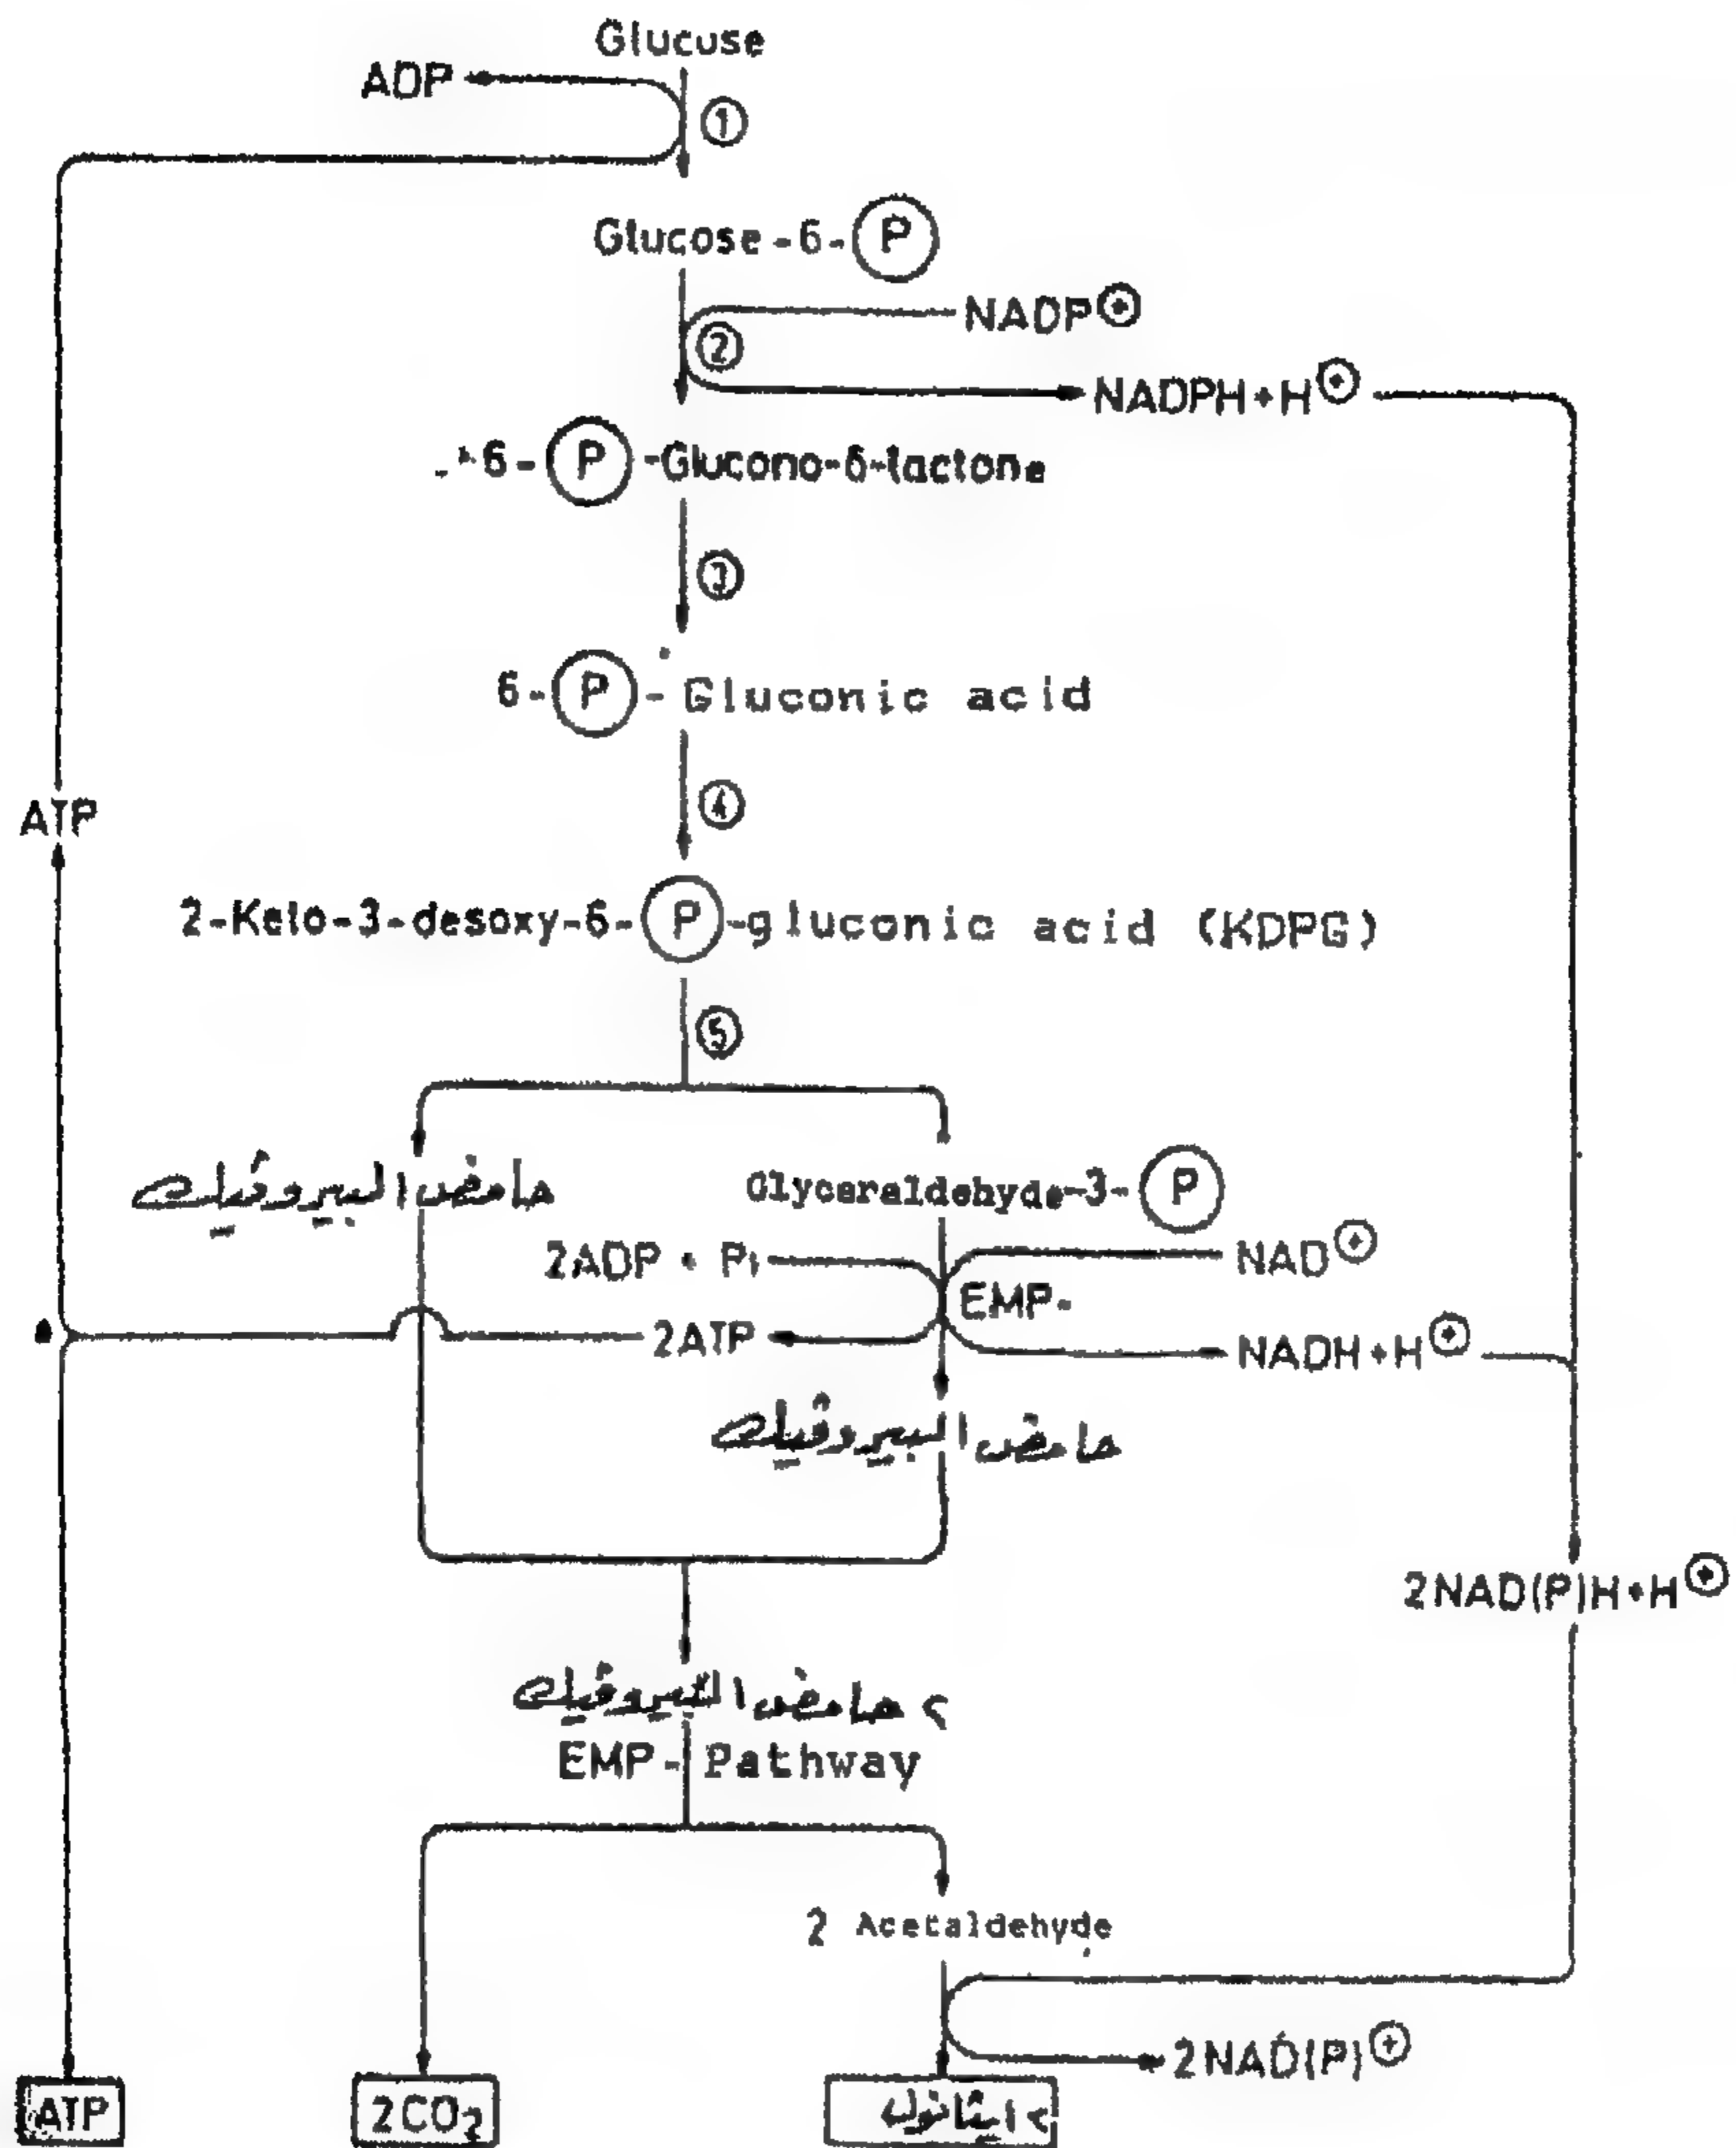 Glucuse
ADP
①
Glucose-6-Ⓟ
NADP⊕
②
NADPH+H⊕
6-Ⓟ-Glucono-6-lactone
③
6-Ⓟ-Gluconic acid
④
ATP
2-Keto-3-desoxy-6-Ⓟ-gluconic acid (KDPG)
⑤
حامض البيروفيك
Glyceraldehyde-3-Ⓟ
2ADP + Pi
NAD⊕
EMP-
2ATP
NADH+H⊕
حامض البيروفيك
2NAD(P)H+H⊕
٢ حامض البيروفيك
EMP-Pathway
2 Acetaldehyde
2NAD(P)⊕
ATP
2CO₂
٢ ايثانول